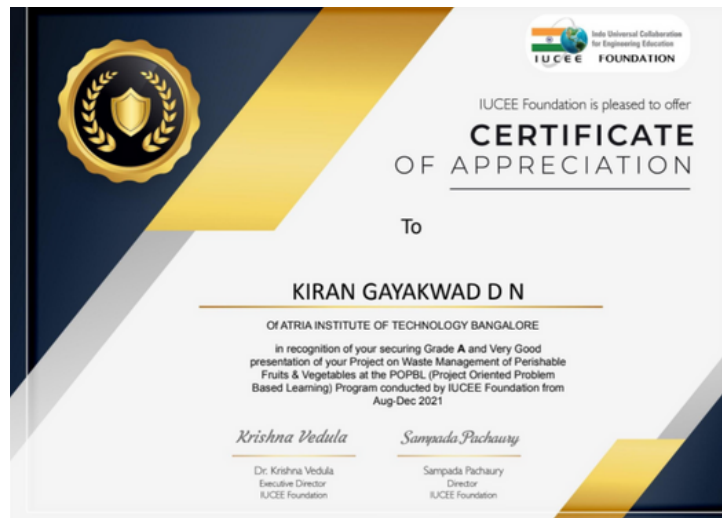 Indo Universal Collaboration
for Engineering Education
IUCEE FOUNDATION
IUCEE Foundation is pleased to offer
CERTIFICATE
OF APPRECIATION
To
KIRAN GAYAKWAD D N
Of ATRIA INSTITUTE OF TECHNOLOGY BANGALORE
in recognition of your securing Grade A and Very Good
presentation of your Project on Waste Management of Perishable
Fruits & Vegetables at the POPBL (Project Oriented Problem
Based Learning) Program conducted by IUCEE Foundation from
Aug-Dec 2021
Krishna Vedula
Sampada Pachaury
Dr. Krishna Vedula
Executive Director
IUCEE Foundation
Sampada Pachaury
Director
IUCEE Foundation